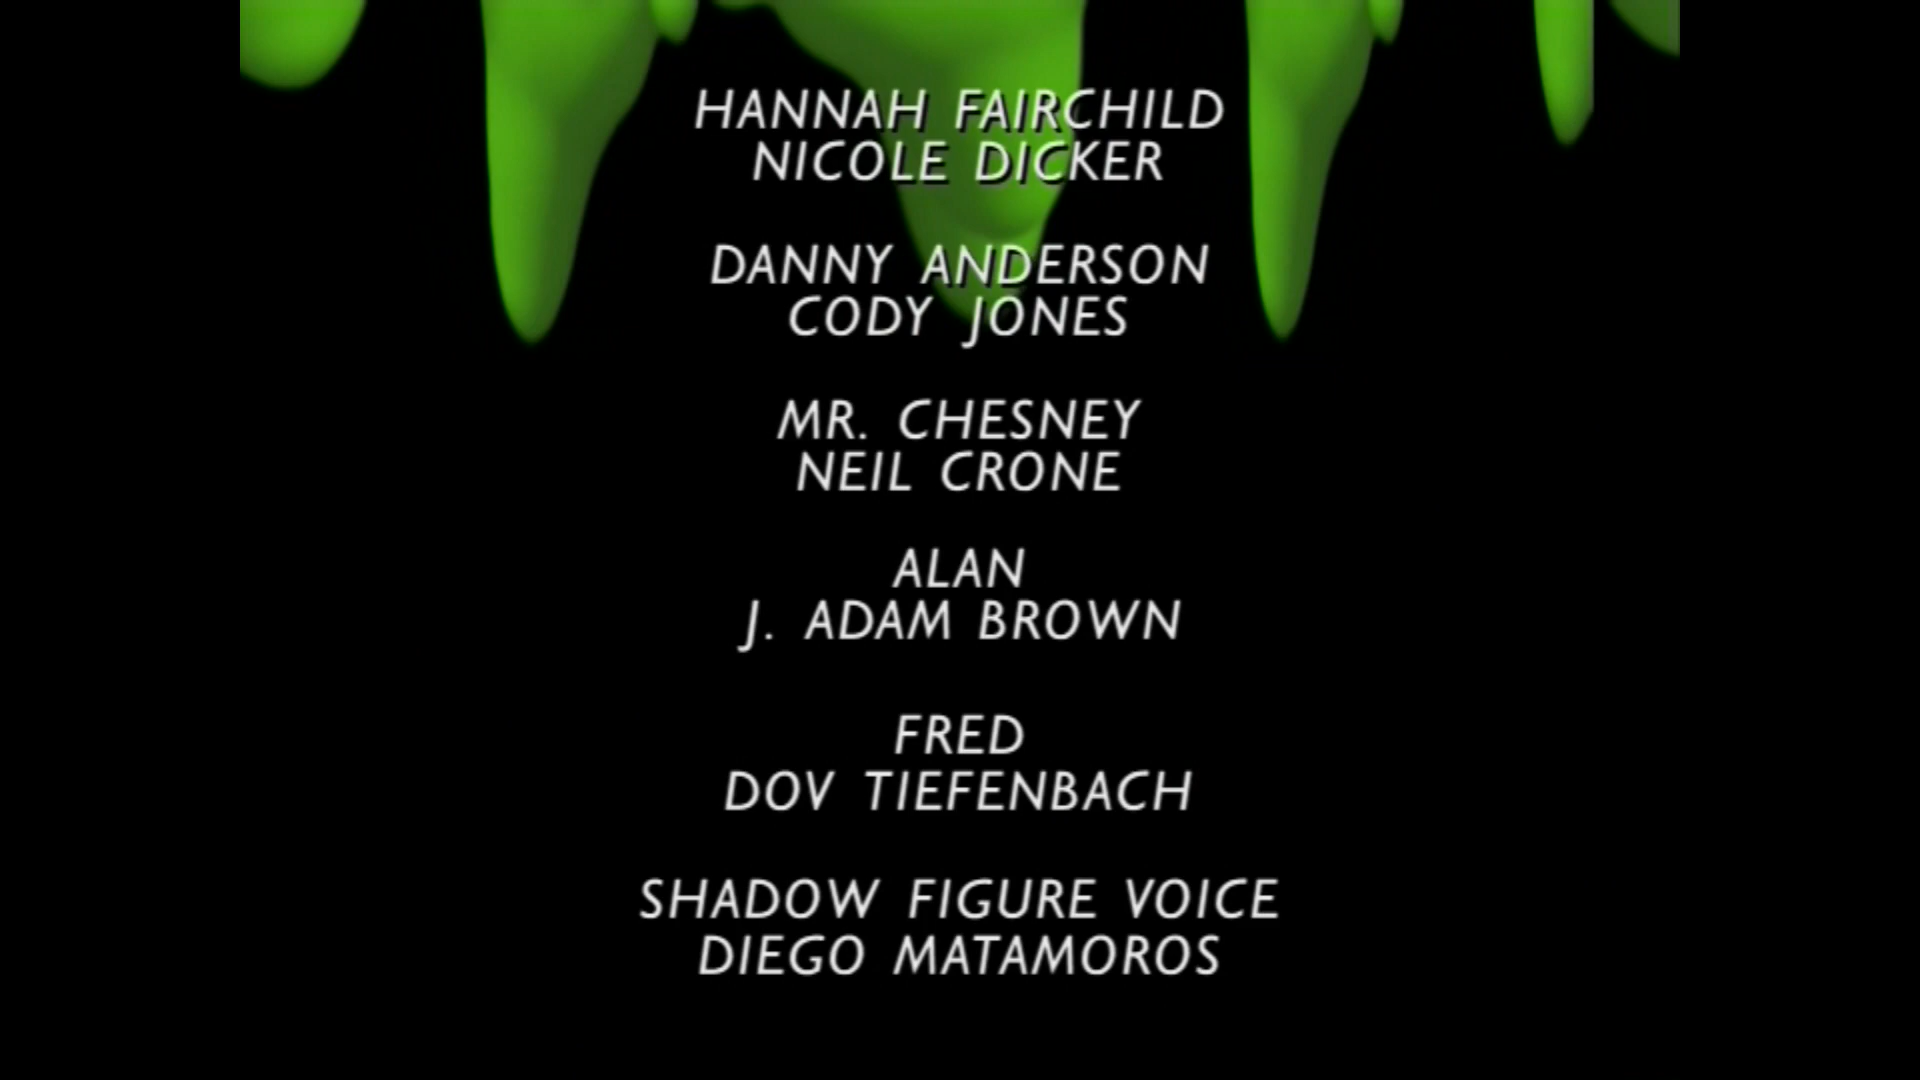 HANNAH FAIRCHILD
NICOLE DICKER
DANNY ANDERSON
CODY JONES
MR. CHESNEY
NEIL CRONE
ALAN
J. ADAM BROWN
FRED
DOV TIEFENBACH
SHADOW FIGURE VOICE
DIEGO MATAMOROS